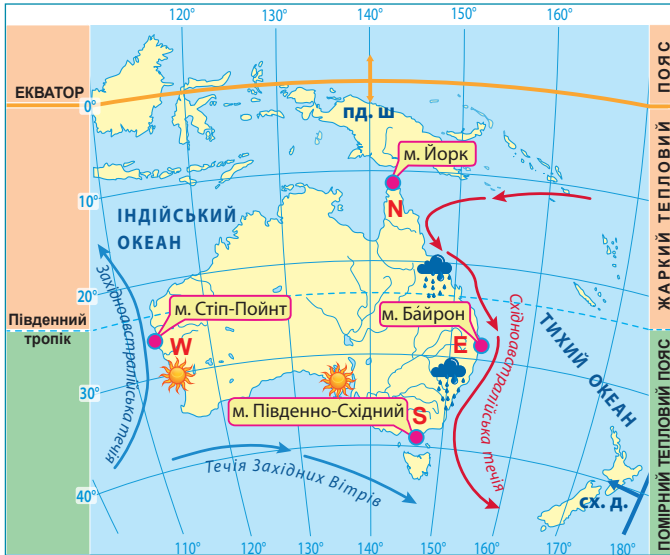 120°
130°
140°
150°
160°
ЕКВАТОР
0°
пд. ш
м. Йорк
10°
N
ІНДІЙСЬКИЙ
ОКЕАН
Західноавстралійська течія
20°
Південний
тропік
м. Стіп-Пойнт
W
м. Ба́йрон
E
Східноавстралійська течія
ТИХИЙ ОКЕАН
30°
м. Південно-Східний
S
Течія Західних Вітрів
сх. д.
40°
110°
120°
130°
140°
150°
160°
170°
180°
ЖАРКИЙ ТЕПЛОВИЙ ПОЯС
ПОМІРНИЙ ТЕПЛОВИЙ ПОЯС